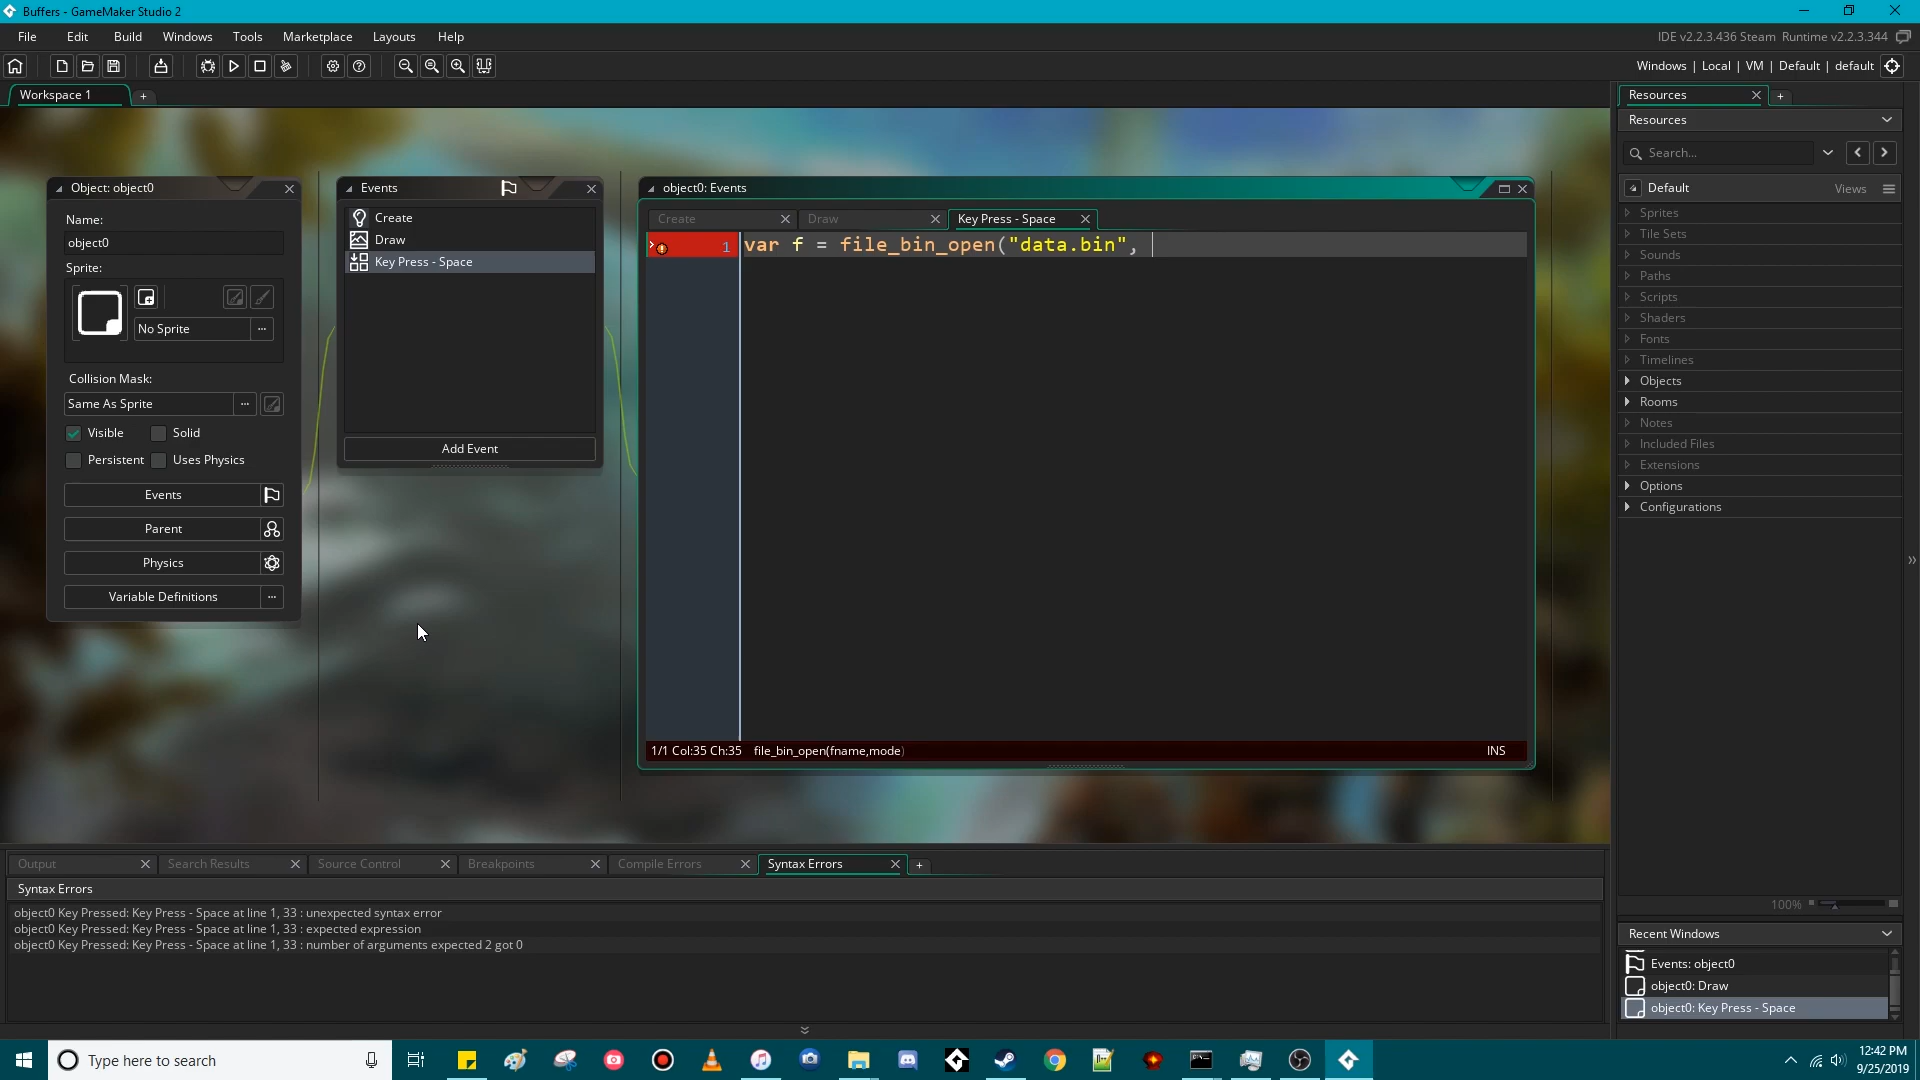 Buffers - GameMaker Studio 2
File Edit Build Windows Tools Marketplace Layouts Help
IDE v2.2.3.436 Steam Runtime v2.2.3.344
Windows | Local | VM | Default | default
Workspace 1
Object: object0
Name:
object0
Sprite:
No Sprite
Collision Mask:
Same As Sprite
Visible Solid
Persistent Uses Physics
Events
Parent
Physics
Variable Definitions
Events
Create
Draw
Key Press - Space
Add Event
object0: Events
Create Draw Key Press - Space
1 var f = file_bin_open("data.bin",
1/1 Col:35 Ch:35 file_bin_open(fname,mode) INS
Resources
Resources
Search...
Default Views
Sprites
Tile Sets
Sounds
Paths
Scripts
Shaders
Fonts
Timelines
Objects
Rooms
Notes
Included Files
Extensions
Options
Configurations
100%
Recent Windows
Events: object0
object0: Draw
object0: Key Press - Space
Output Search Results Source Control Breakpoints Compile Errors Syntax Errors
Syntax Errors
object0 Key Pressed: Key Press - Space at line 1, 33 : unexpected syntax error
object0 Key Pressed: Key Press - Space at line 1, 33 : expected expression
object0 Key Pressed: Key Press - Space at line 1, 33 : number of arguments expected 2 got 0
Type here to search
12:42 PM
9/25/2019